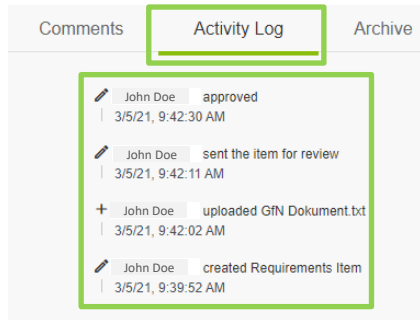 Comments Activity Log Archive
John Doe approved
3/5/21, 9:42:30 AM
John Doe sent the item for review
3/5/21, 9:42:11 AM
John Doe uploaded GfN Dokument.txt
3/5/21, 9:42:02 AM
John Doe created Requirements Item
3/5/21, 9:39:52 AM